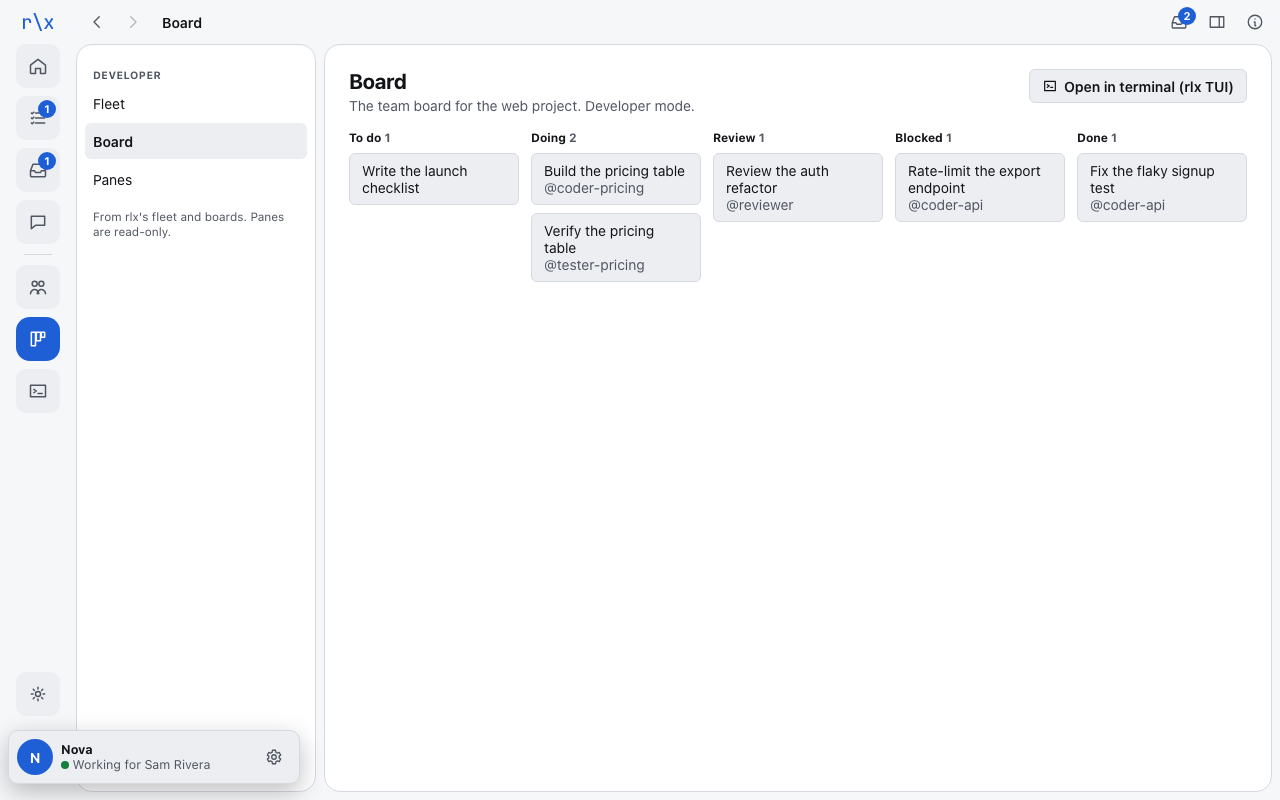 r\x
Board
2
1
1
DEVELOPER
Fleet
Board
Panes
From rlx's fleet and boards. Panes
are read-only.
Board
The team board for the web project. Developer mode.
Open in terminal (rlx TUI)
To do 1
Write the launch
checklist
Doing 2
Build the pricing table
@coder-pricing
Verify the pricing
table
@tester-pricing
Review 1
Review the auth
refactor
@reviewer
Blocked 1
Rate-limit the export
endpoint
@coder-api
Done 1
Fix the flaky signup
test
@coder-api
N
Nova
Working for Sam Rivera